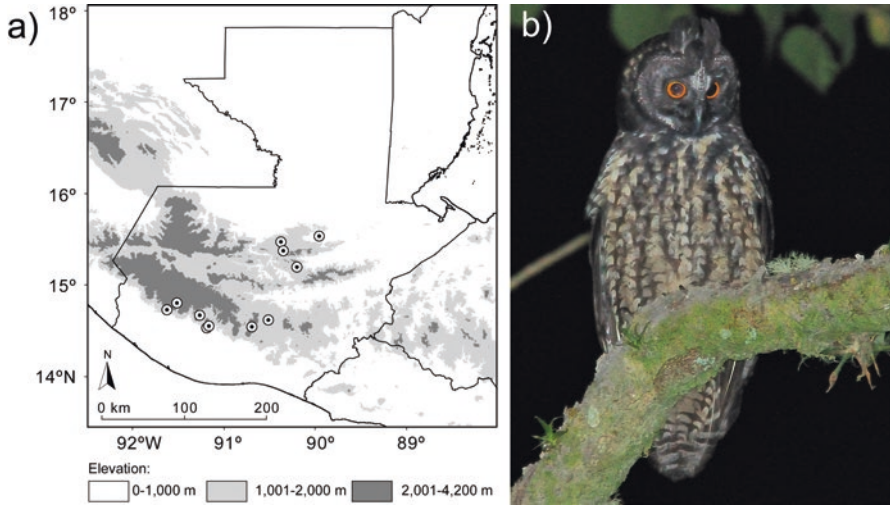 a)
b)
18º
17º
16º
15º
14ºN
N
0 km 100 200
92ºW 91º 90º 89º
Elevation:
0-1,000 m 1,001-2,000 m 2,001-4,200 m